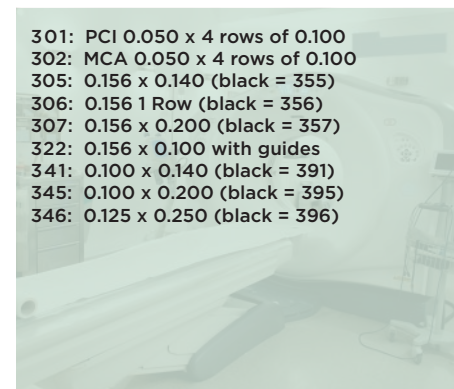 301: PCI 0.050 x 4 rows of 0.100
302: MCA 0.050 x 4 rows of 0.100
305: 0.156 x 0.140 (black = 355)
306: 0.156 1 Row (black = 356)
307: 0.156 x 0.200 (black = 357)
322: 0.156 x 0.100 with guides
341: 0.100 x 0.140 (black = 391)
345: 0.100 x 0.200 (black = 395)
346: 0.125 x 0.250 (black = 396)